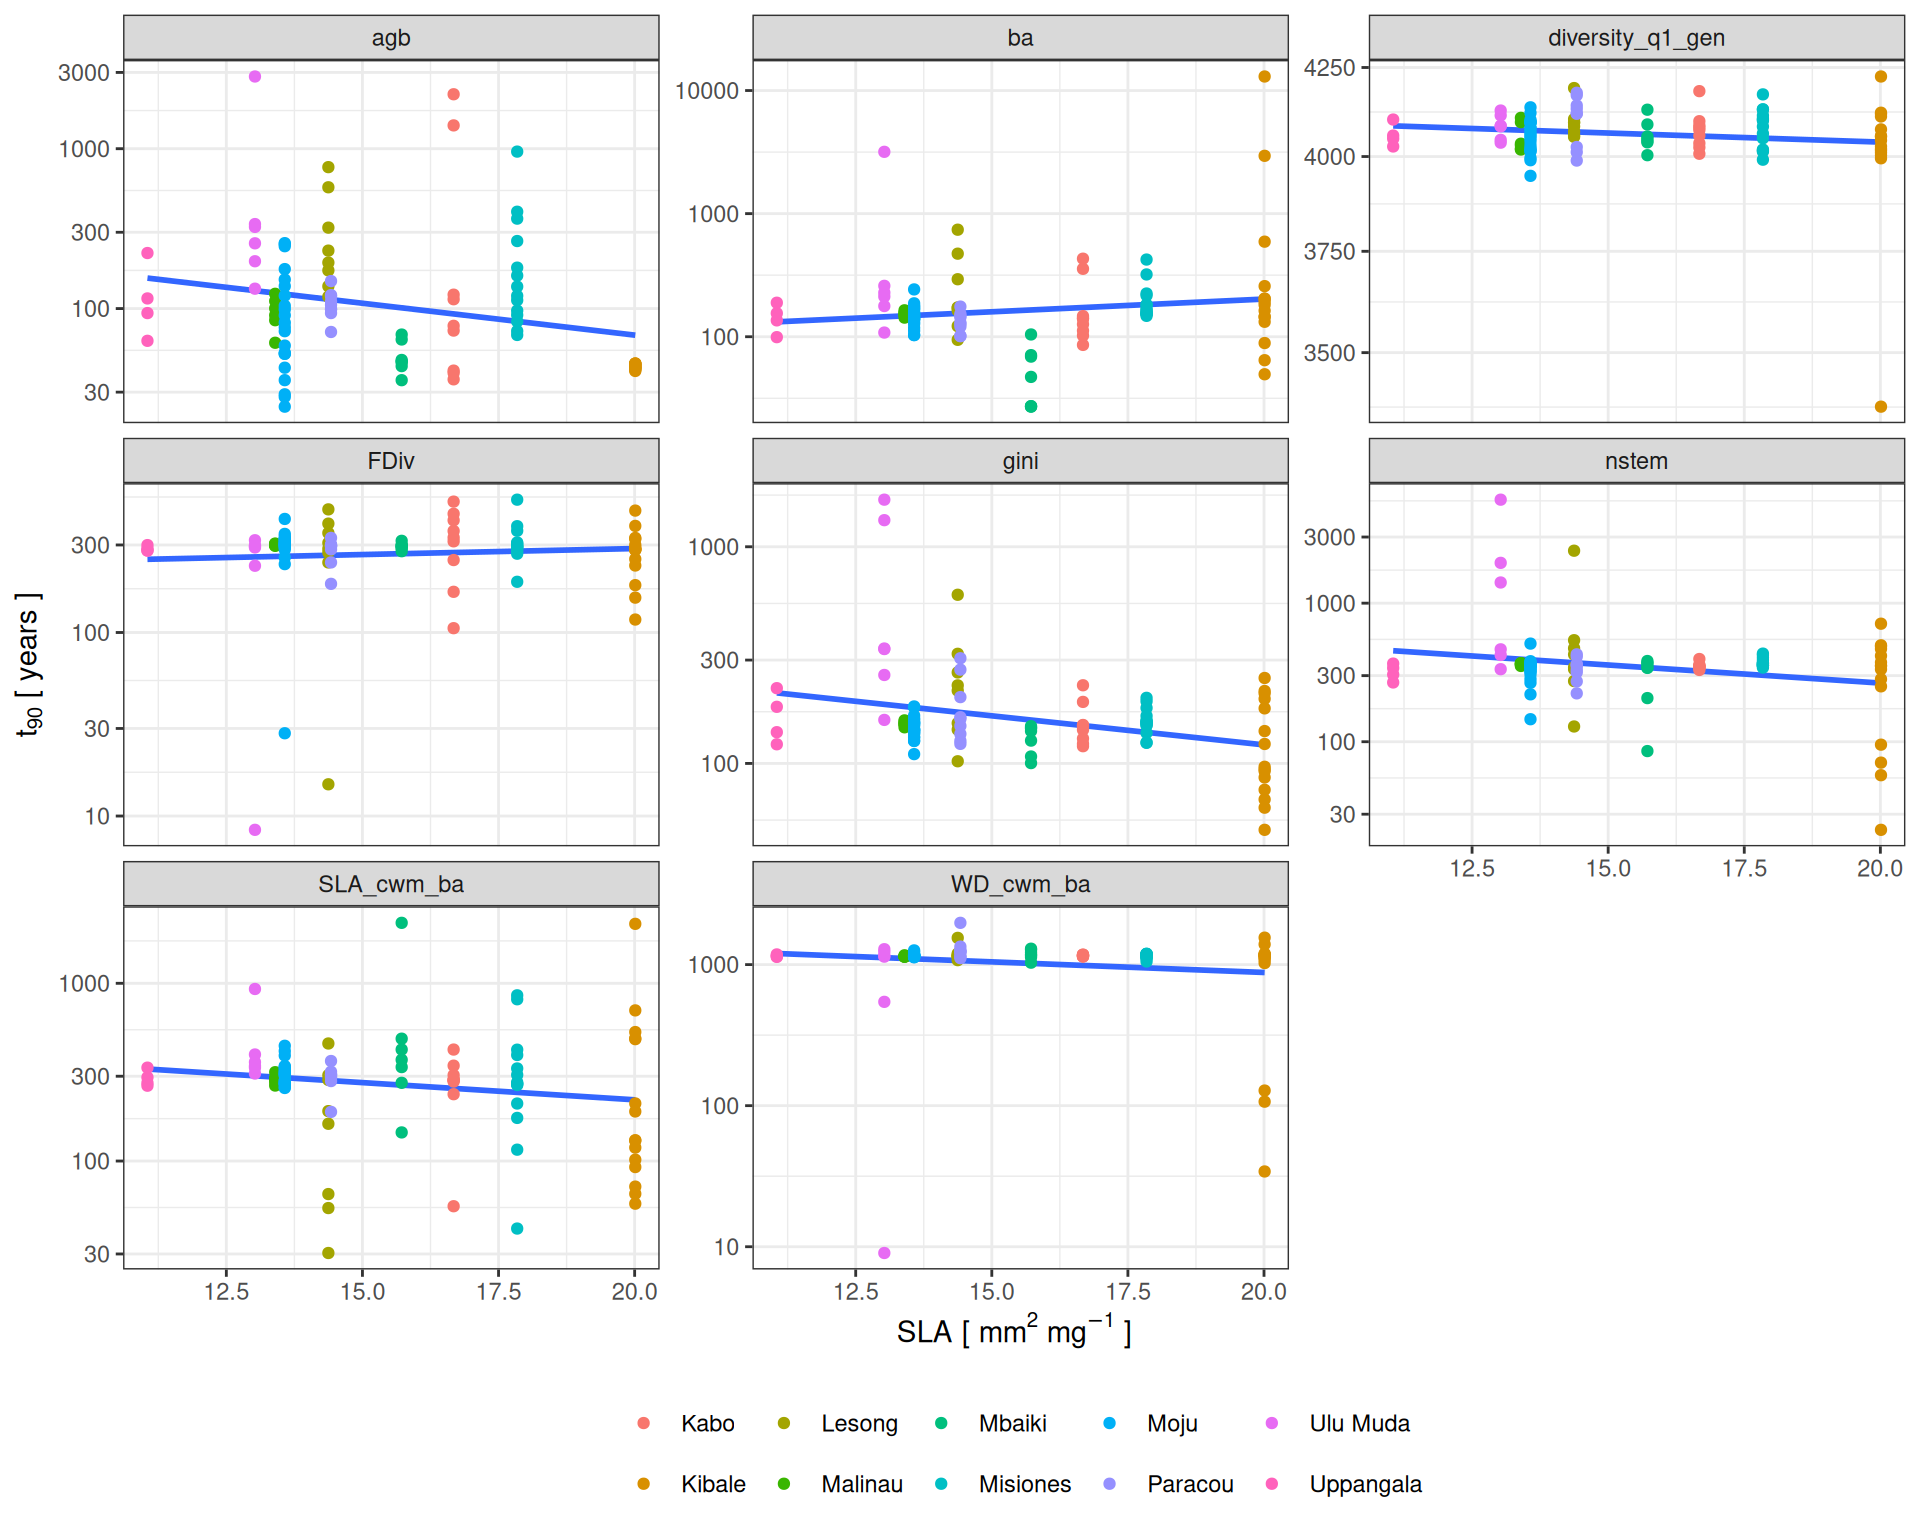 agb
ba
diversity_q1_gen
3000
1000
300
100
30
10000
1000
100
4250
4000
3750
3500
FDiv
gini
nstem
300
100
30
10
1000
300
100
3000
1000
300
100
30
12.5 15.0 17.5 20.0
SLA_cwm_ba
WD_cwm_ba
1000
300
100
30
1000
100
10
12.5 15.0 17.5 20.0
12.5 15.0 17.5 20.0
t90 [ years ]
SLA [ mm² mg⁻¹ ]
Kabo Lesong Mbaiki Moju Ulu Muda
Kibale Malinau Misiones Paracou Uppangala